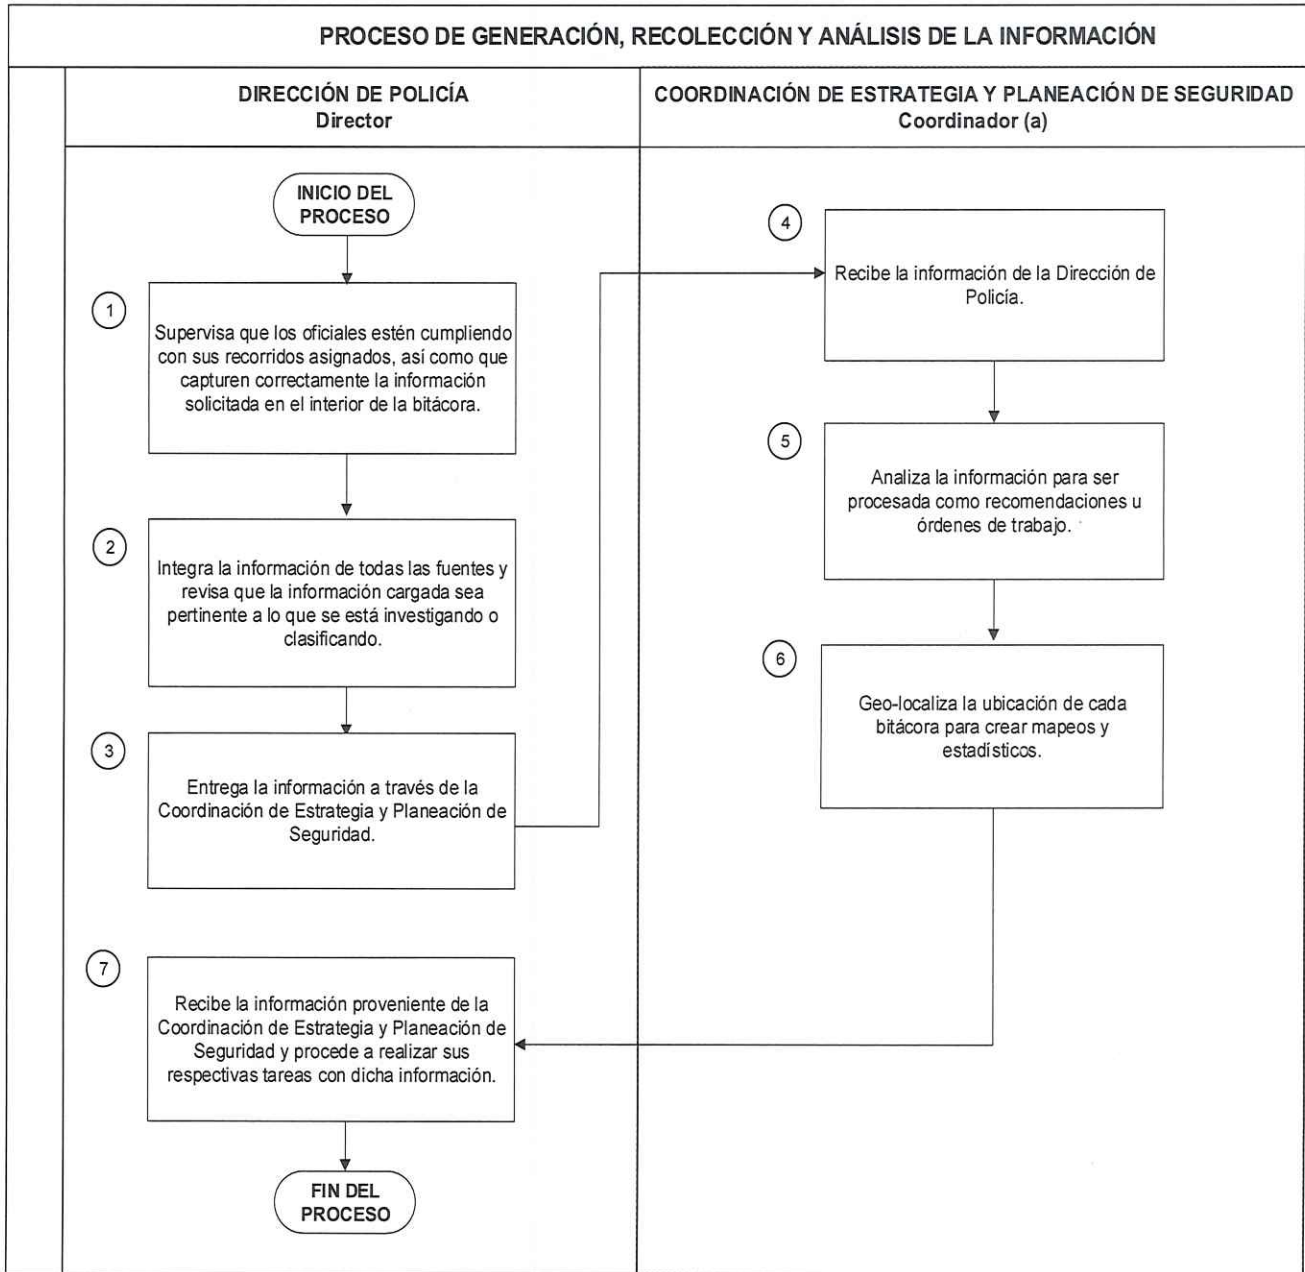 PROCESO DE GENERACIÓN, RECOLECCIÓN Y ANÁLISIS DE LA INFORMACIÓN
DIRECCIÓN DE POLICÍA
Director
COORDINACIÓN DE ESTRATEGIA Y PLANEACIÓN DE SEGURIDAD
Coordinador (a)
INICIO DEL
PROCESO
1
Supervisa que los oficiales estén cumpliendo
con sus recorridos asignados, así como que
capturen correctamente la información
solicitada en el interior de la bitácora.
2
Integra la información de todas las fuentes y
revisa que la información cargada sea
pertinente a lo que se está investigando o
clasificando.
3
Entrega la información a través de la
Coordinación de Estrategia y Planeación de
Seguridad.
4
Recibe la información de la Dirección de
Policía.
5
Analiza la información para ser
procesada como recomendaciones u
órdenes de trabajo.
6
Geo-localiza la ubicación de cada
bitácora para crear mapeos y
estadísticos.
7
Recibe la información proveniente de la
Coordinación de Estrategia y Planeación de
Seguridad y procede a realizar sus
respectivas tareas con dicha información.
FIN DEL
PROCESO